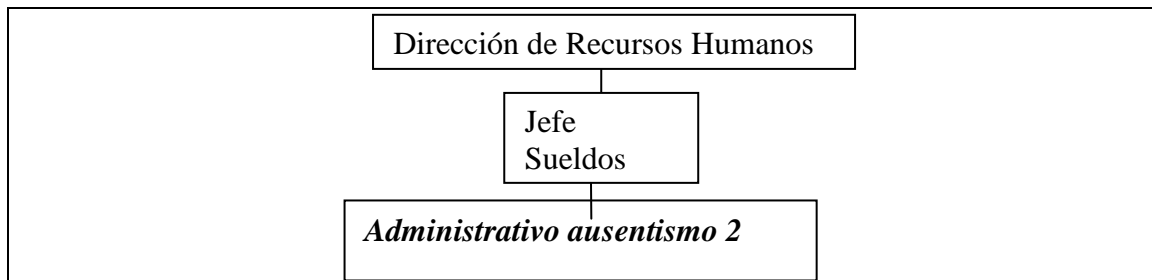 Dirección de Recursos Humanos
Jefe
Sueldos
Administrativo ausentismo 2